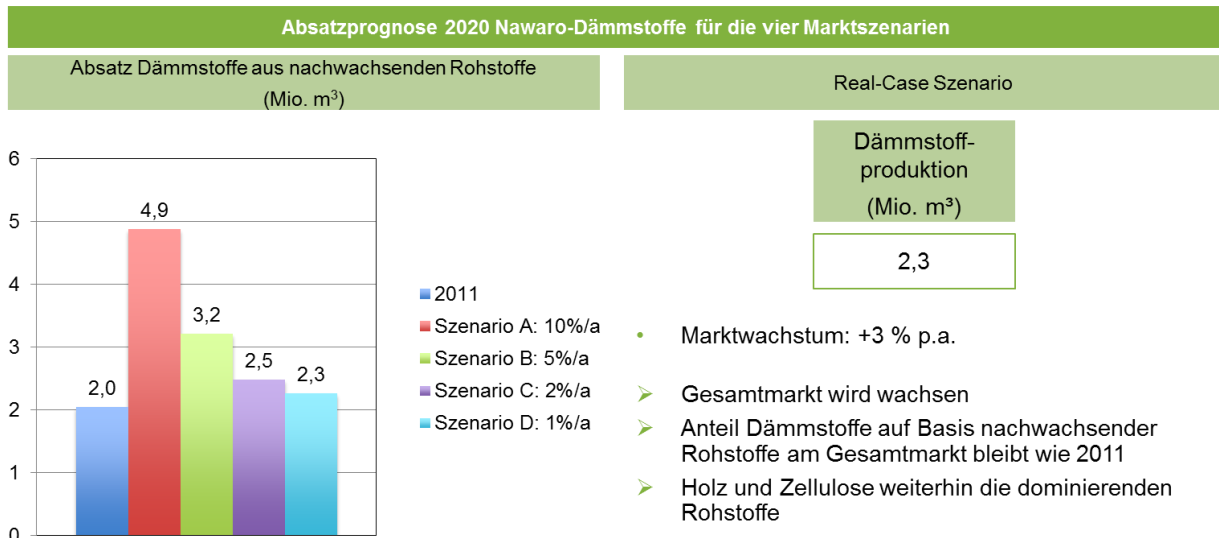 Absatzprognose 2020 Nawaro-Dämmstoffe für die vier Marktszenarien
Absatz Dämmstoffe aus nachwachsenden Rohstoffe
(Mio. m³)
6
5
4
3
2
1
0
2,0
4,9
3,2
2,5
2,3
2011
Szenario A: 10%/a
Szenario B: 5%/a
Szenario C: 2%/a
Szenario D: 1%/a
Real-Case Szenario
Dämmstoff-
produktion
(Mio. m³)
2,3
• Marktwachstum: +3 % p.a.
➢ Gesamtmarkt wird wachsen
➢ Anteil Dämmstoffe auf Basis nachwachsender
Rohstoffe am Gesamtmarkt bleibt wie 2011
➢ Holz und Zellulose weiterhin die dominierenden
Rohstoffe